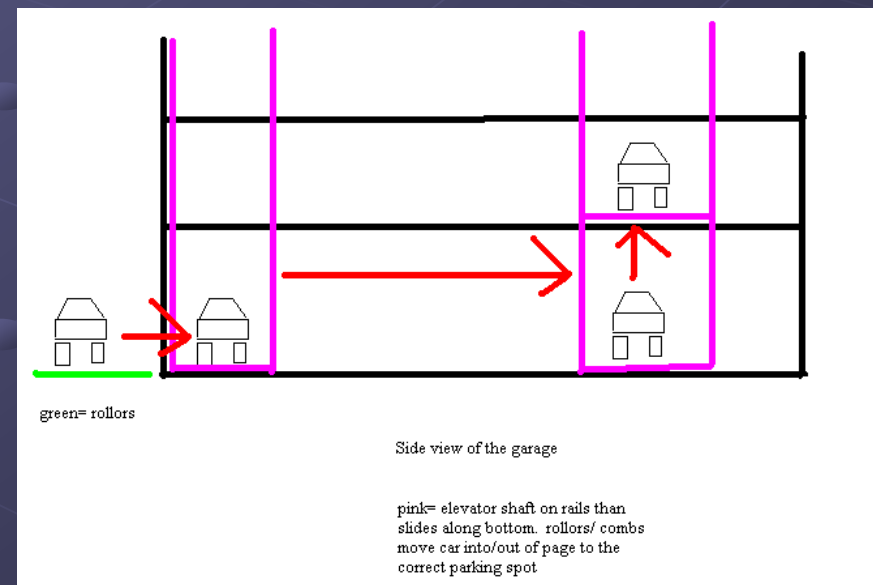 green= rollors
Side view of the garage
pink= elevator shaft on rails than
slides along bottom.  rollors/ combs
move car into/out of page to the
correct parking spot